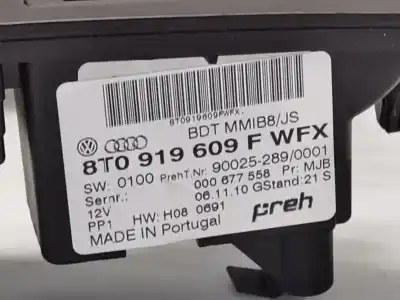 8T0919609FWFX.
BDT MMIB8/JS
8T0 919 609 F WFX
SW: 0100 PrehT.Nr: 90025-289/0001
Sernr.: 000 677 558 Pr: MJB
12V 06.11.10 GStand: 21 S
PP1 HW: H08 0691 Preh
MADE IN Portugal